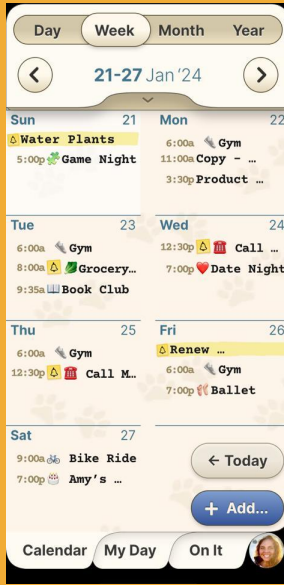 Day Week Month Year
21-27 Jan '24
Sun 21
Water Plants
5:00p Game Night
Mon 22
6:00a Gym
11:00a Copy - …
3:30p Product …
Tue 23
6:00a Gym
8:00a Grocery…
9:35a Book Club
Wed 24
12:30p Call …
7:00p Date Night
Thu 25
6:00a Gym
12:30p Call M…
Fri 26
Renew …
6:00a Gym
7:00p Ballet
Sat 27
9:00a Bike Ride
7:00p Amy's …
← Today
+ Add...
Calendar My Day On It